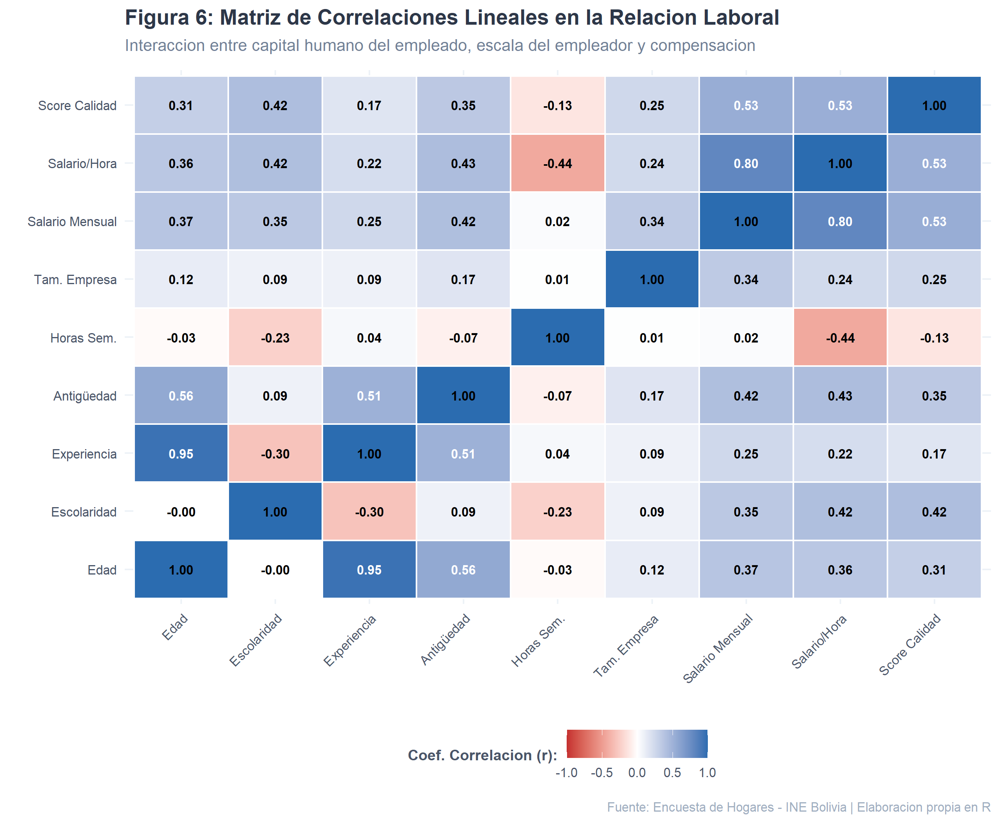 Figura 6: Matriz de Correlaciones Lineales en la Relacion Laboral
Interaccion entre capital humano del empleado, escala del empleador y compensacion
Score Calidad 0.31 0.42 0.17 0.35 -0.13 0.25 0.53 0.53 1.00
Salario/Hora 0.36 0.42 0.22 0.43 -0.44 0.24 0.80 1.00 0.53
Salario Mensual 0.37 0.35 0.25 0.42 0.02 0.34 1.00 0.80 0.53
Tam. Empresa 0.12 0.09 0.09 0.17 0.01 1.00 0.34 0.24 0.25
Horas Sem. -0.03 -0.23 0.04 -0.07 1.00 0.01 0.02 -0.44 -0.13
Antigüedad 0.56 0.09 0.51 1.00 -0.07 0.17 0.42 0.43 0.35
Experiencia 0.95 -0.30 1.00 0.51 0.04 0.09 0.25 0.22 0.17
Escolaridad -0.00 1.00 -0.30 0.09 -0.23 0.09 0.35 0.42 0.42
Edad 1.00 -0.00 0.95 0.56 -0.03 0.12 0.37 0.36 0.31
Edad Escolaridad Experiencia Antigüedad Horas Sem. Tam. Empresa Salario Mensual Salario/Hora Score Calidad
Coef. Correlacion (r):
-1.0 -0.5 0.0 0.5 1.0
Fuente: Encuesta de Hogares - INE Bolivia | Elaboracion propia en R